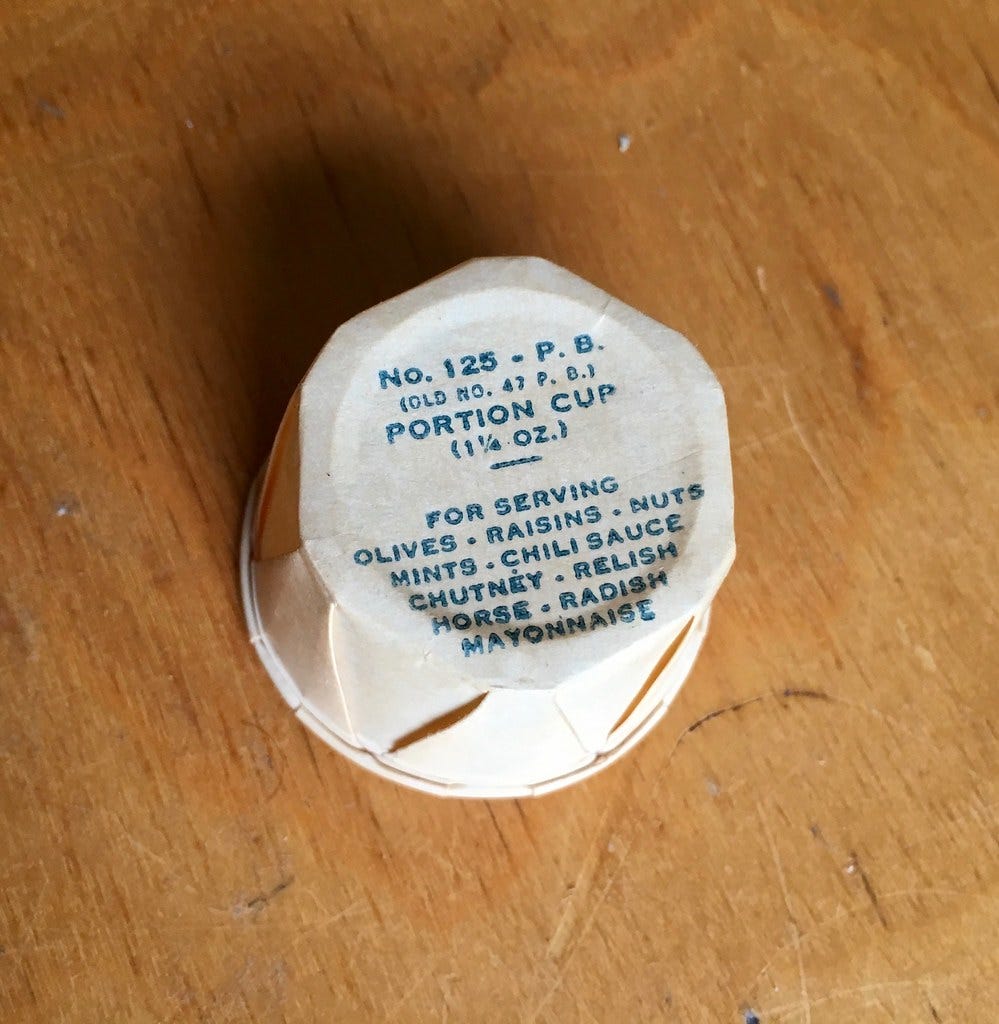 No. 125 - P. B.
(OLD NO. 47 P. B.)
PORTION CUP
(1¼ OZ.)
FOR SERVING
OLIVES - RAISINS - NUTS
MINTS - CHILI SAUCE
CHUTNEY - RELISH
HORSE - RADISH
MAYONNAISE